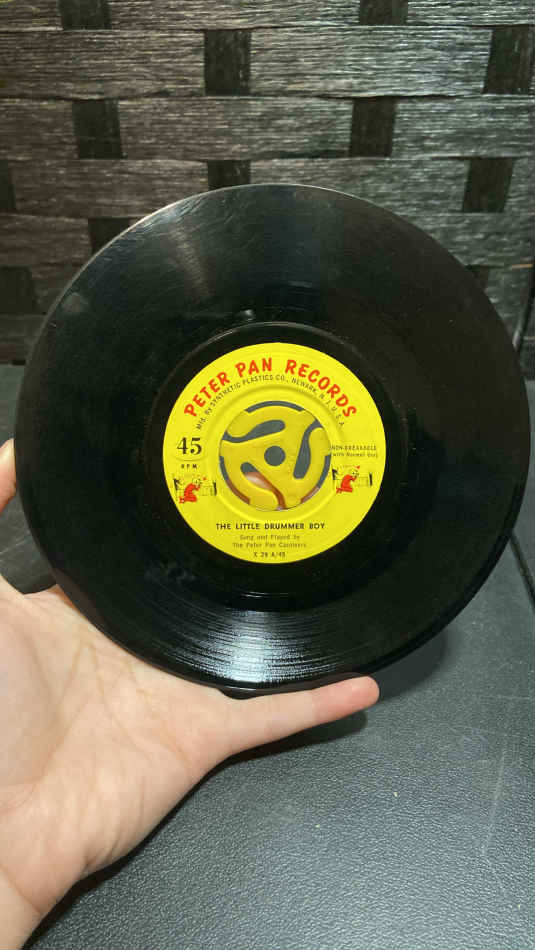 PETER PAN RECORDS
Mfd. By SYNTHETIC PLASTICS CO., NEWARK, N. J., U. S. A.
45
RPM
NON-BREAKABLE
with Normal Use
THE LITTLE DRUMMER BOY
Sung and Played by
The Peter Pan Caroleers
X 29 A/45